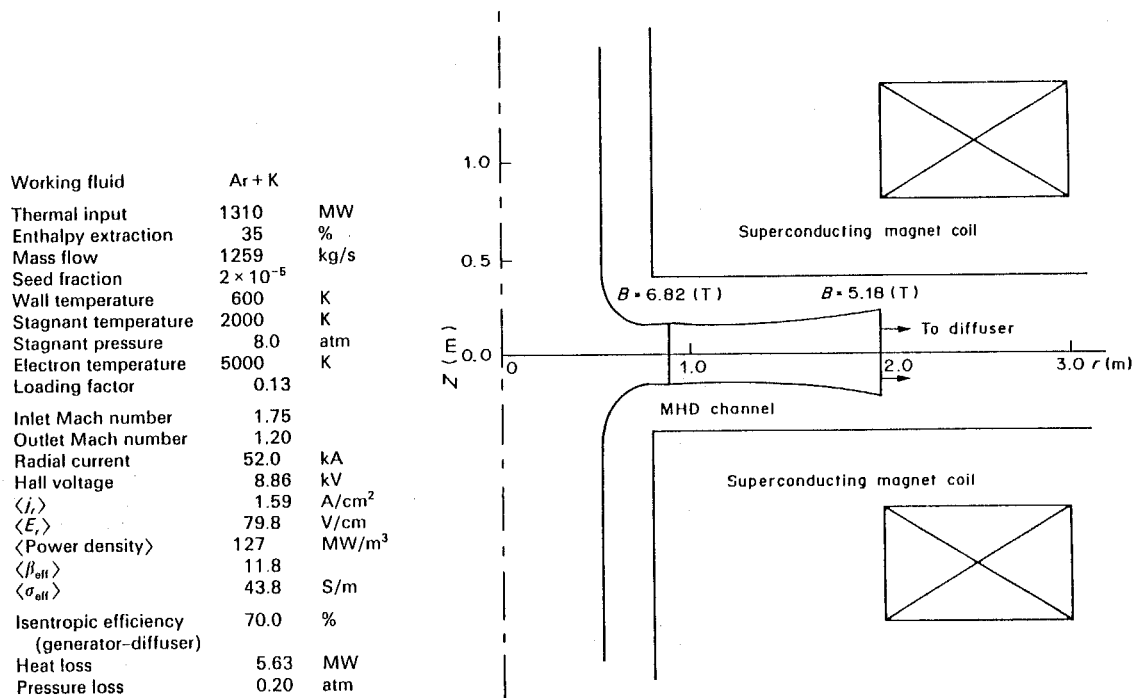 Working fluid Ar + K
Thermal input 1310 MW
Enthalpy extraction 35 %
Mass flow 1259 kg/s
Seed fraction 2 × 10⁻⁵
Wall temperature 600 K
Stagnant temperature 2000 K
Stagnant pressure 8.0 atm
Electron temperature 5000 K
Loading factor 0.13
Inlet Mach number 1.75
Outlet Mach number 1.20
Radial current 52.0 kA
Hall voltage 8.86 kV
⟨jᵣ⟩ 1.59 A/cm²
⟨Eᵣ⟩ 79.8 V/cm
⟨Power density⟩ 127 MW/m³
⟨β_eff⟩ 11.8
⟨σ_eff⟩ 43.8 S/m
Isentropic efficiency 70.0 %
(generator–diffuser)
Heat loss 5.63 MW
Pressure loss 0.20 atm
1.0
Superconducting magnet coil
0.5
B = 6.82 (T) B = 5.18 (T)
Z (m)
To diffuser
0.0
0 1.0 2.0 3.0 r (m)
MHD channel
Superconducting magnet coil